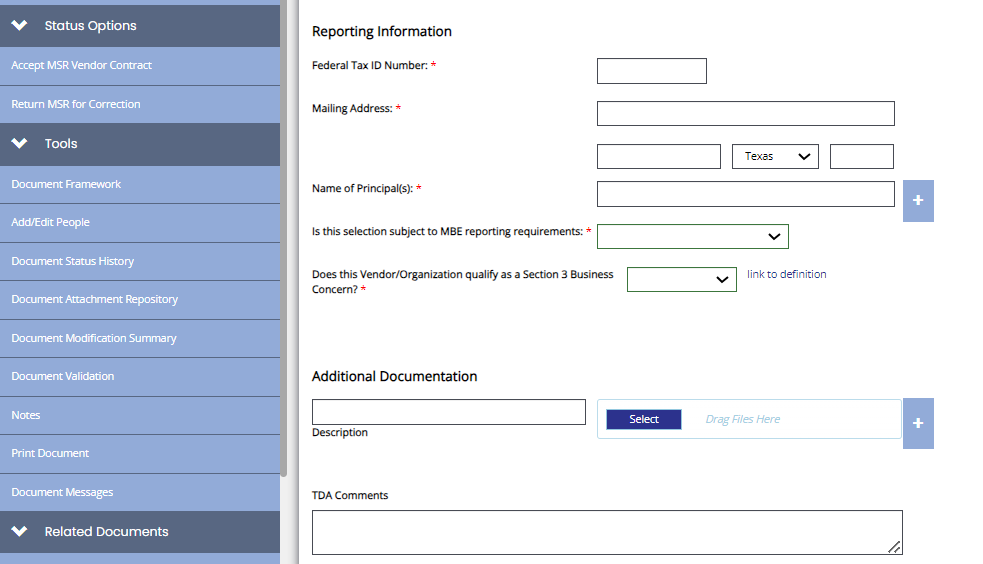 Status Options
Accept MSR Vendor Contract
Return MSR for Correction
Tools
Document Framework
Add/Edit People
Document Status History
Document Attachment Repository
Document Modification Summary
Document Validation
Notes
Print Document
Document Messages
Related Documents
Reporting Information
Federal Tax ID Number: *
Mailing Address: *
Texas
Name of Principal(s): *
+
Is this selection subject to MBE reporting requirements: *
Does this Vendor/Organization qualify as a Section 3 Business
Concern? *
link to definition
Additional Documentation
Select
Drag Files Here
+
Description
TDA Comments